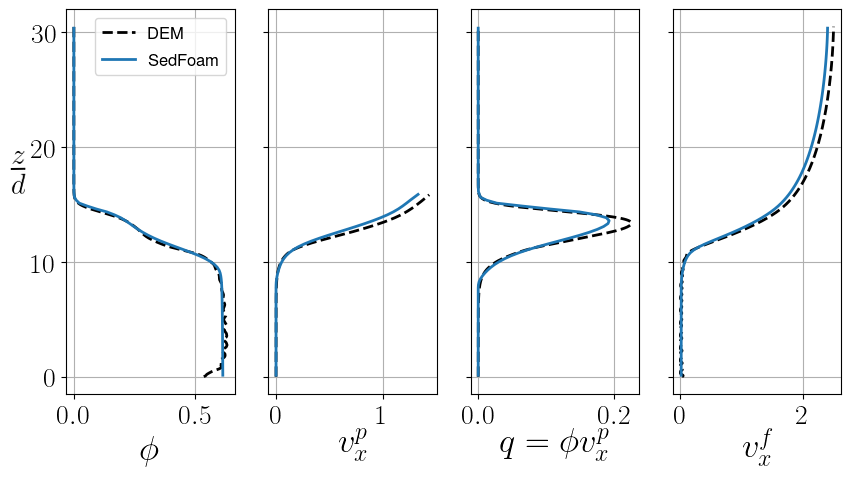 DEM
SedFoam
30
20
10
0
z/d
0.0 0.5
0 1
0.0 0.2
0 2
ϕ
v_x^p
q = ϕv_x^p
v_x^f